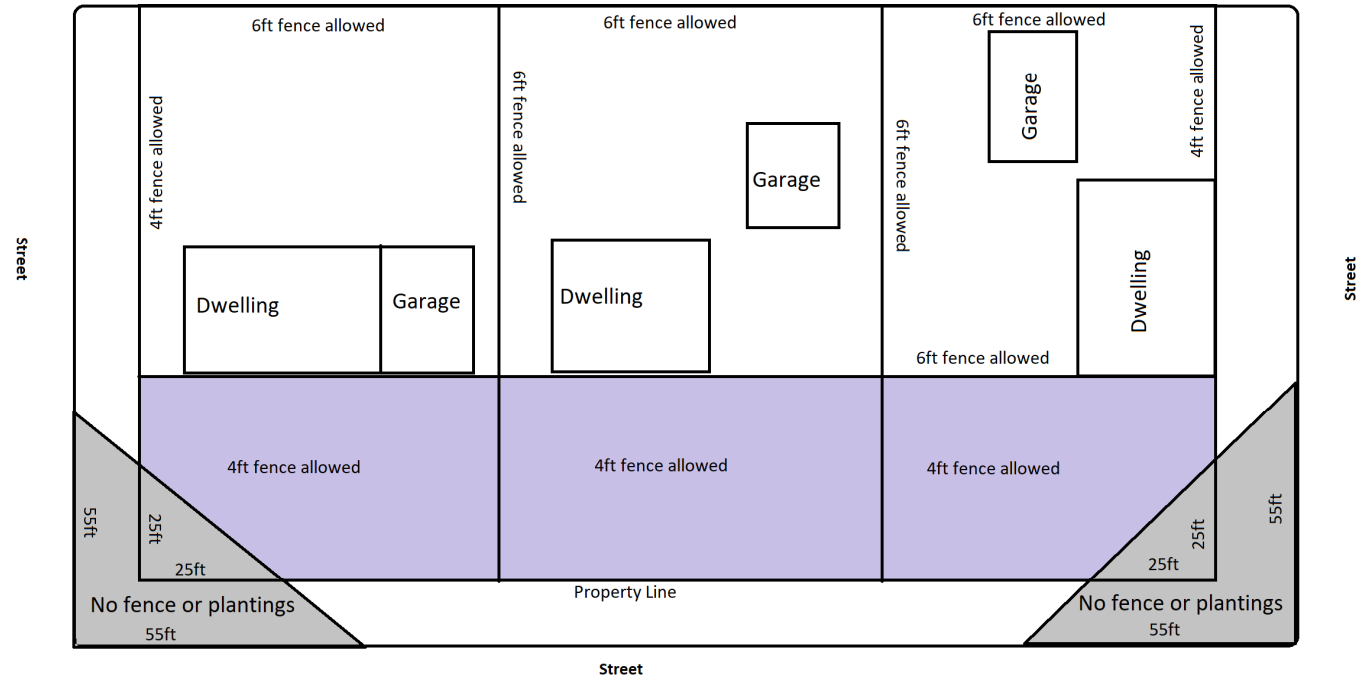 6ft fence allowed
6ft fence allowed
6ft fence allowed
4ft fence allowed
6ft fence allowed
6ft fence allowed
4ft fence allowed
Garage
Garage
Street
Street
Dwelling
Garage
Dwelling
Dwelling
6ft fence allowed
4ft fence allowed
4ft fence allowed
4ft fence allowed
55ft
25ft
25ft
25ft
25ft
55ft
Property Line
No fence or plantings
No fence or plantings
55ft
55ft
Street